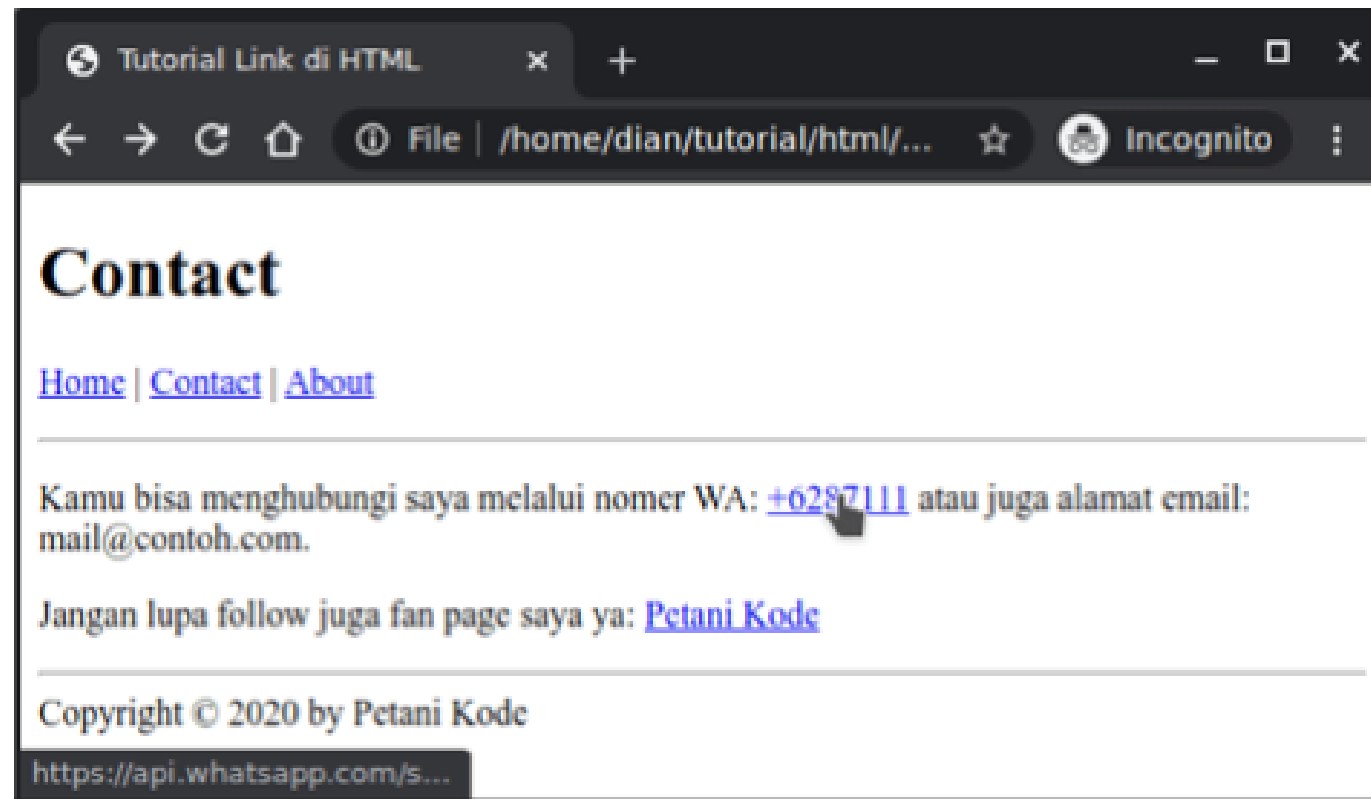 Tutorial Link di HTML
File | /home/dian/tutorial/html/... Incognito
Contact
Home | Contact | About
Kamu bisa menghubungi saya melalui nomer WA: +6287111 atau juga alamat email:
mail@contoh.com.
Jangan lupa follow juga fan page saya ya: Petani Kode
Copyright © 2020 by Petani Kode
https://api.whatsapp.com/s...